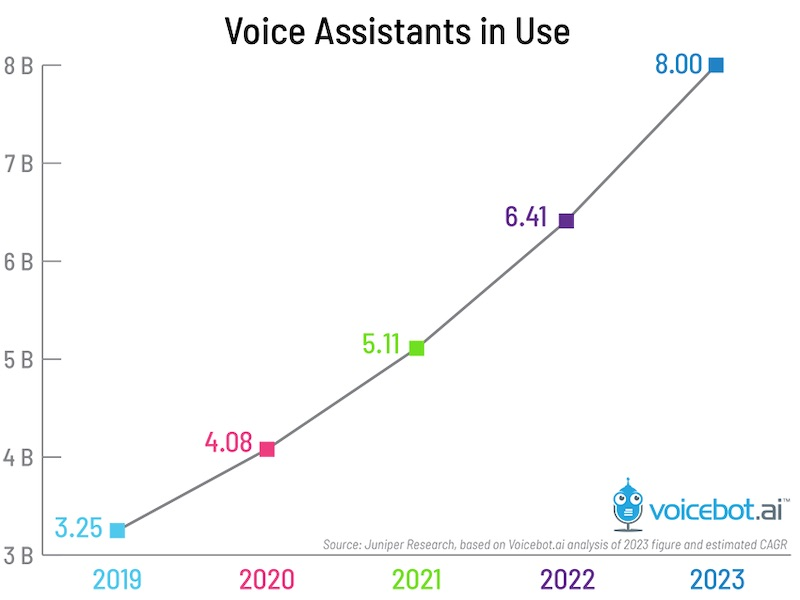 Voice Assistants in Use
8 B
7 B
6 B
5 B
4 B
3 B
3.25
4.08
5.11
6.41
8.00
voicebot.ai™
Source: Juniper Research, based on Voicebot.ai analysis of 2023 figure and estimated CAGR
2019 2020 2021 2022 2023